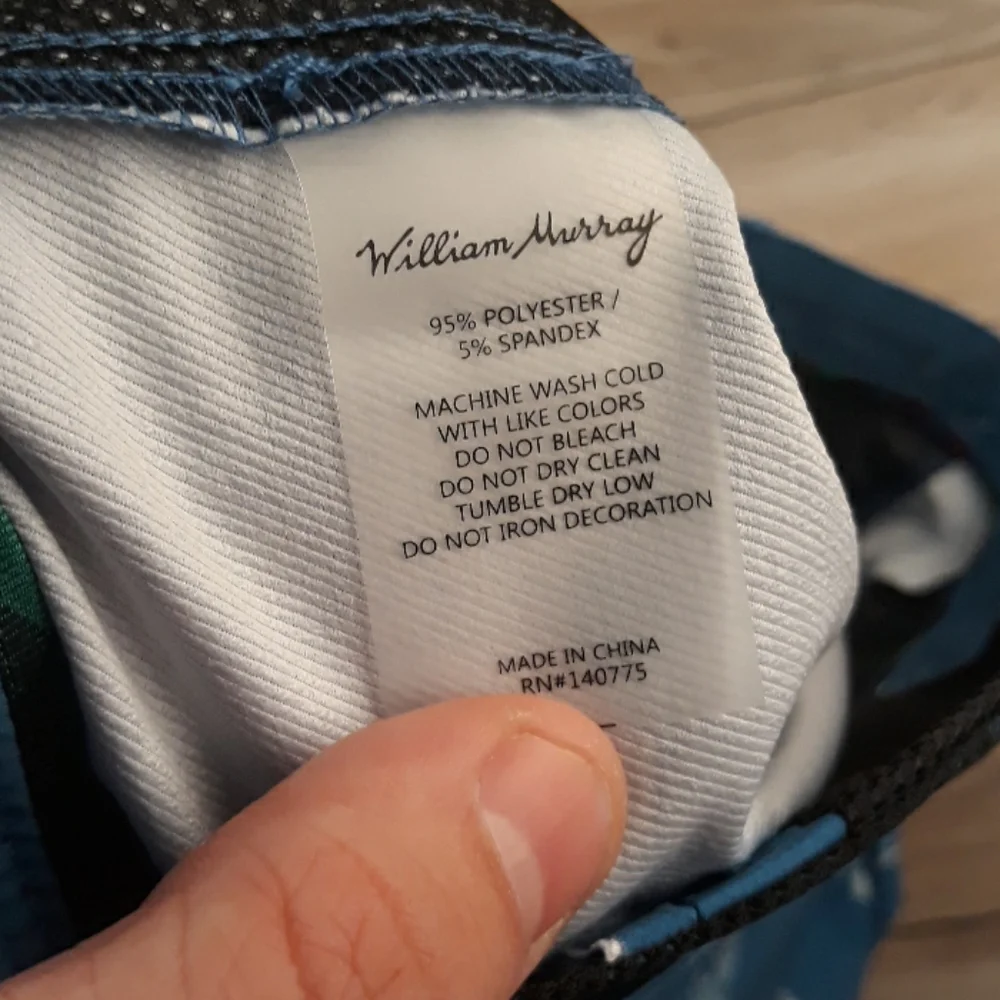 William Murray
95% POLYESTER /
5% SPANDEX
MACHINE WASH COLD
WITH LIKE COLORS
DO NOT BLEACH
DO NOT DRY CLEAN
TUMBLE DRY LOW
DO NOT IRON DECORATION
MADE IN CHINA
RN#140775